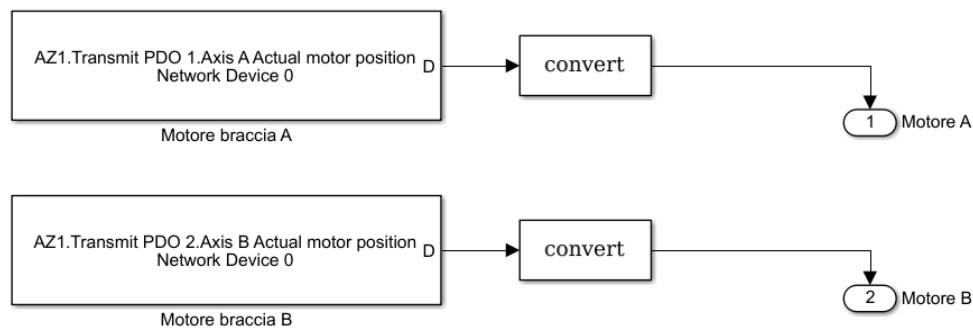 AZ1.Transmit PDO 1.Axis A Actual motor position
Network Device 0
D
convert
1
Motore A
Motore braccia A
AZ1.Transmit PDO 2.Axis B Actual motor position
Network Device 0
D
convert
2
Motore B
Motore braccia B